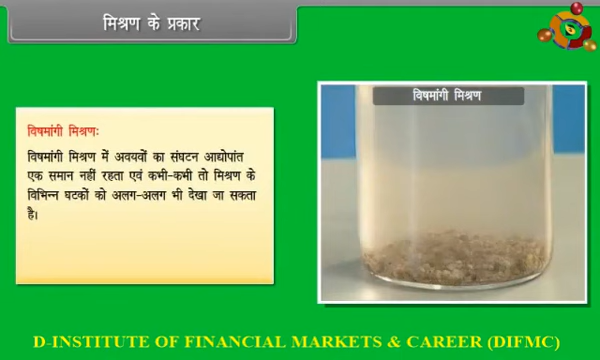 मिश्रण के प्रकार
विषमांगी मिश्रण
विषमांगी मिश्रणः
विषमांगी मिश्रण में अवयवों का संघटन आद्योपांत
एक समान नहीं रहता एवं कभी-कभी तो मिश्रण के
विभिन्न घटकों को अलग-अलग भी देखा जा सकता
है।
D-INSTITUTE OF FINANCIAL MARKETS & CAREER (DIFMC)